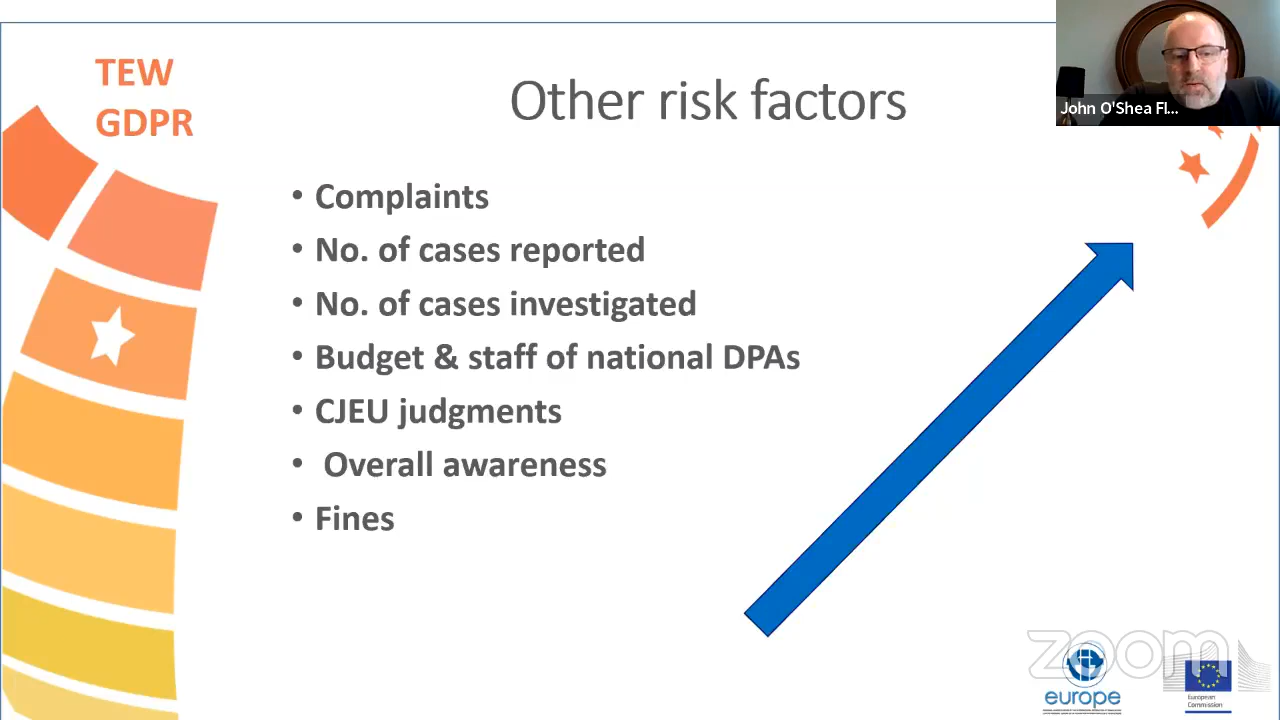 TEW
GDPR
Other risk factors
John O'Shea Fl...
• Complaints
• No. of cases reported
• No. of cases investigated
• Budget & staff of national DPAs
• CJEU judgments
• Overall awareness
• Fines
zoom
europe
European
Commission